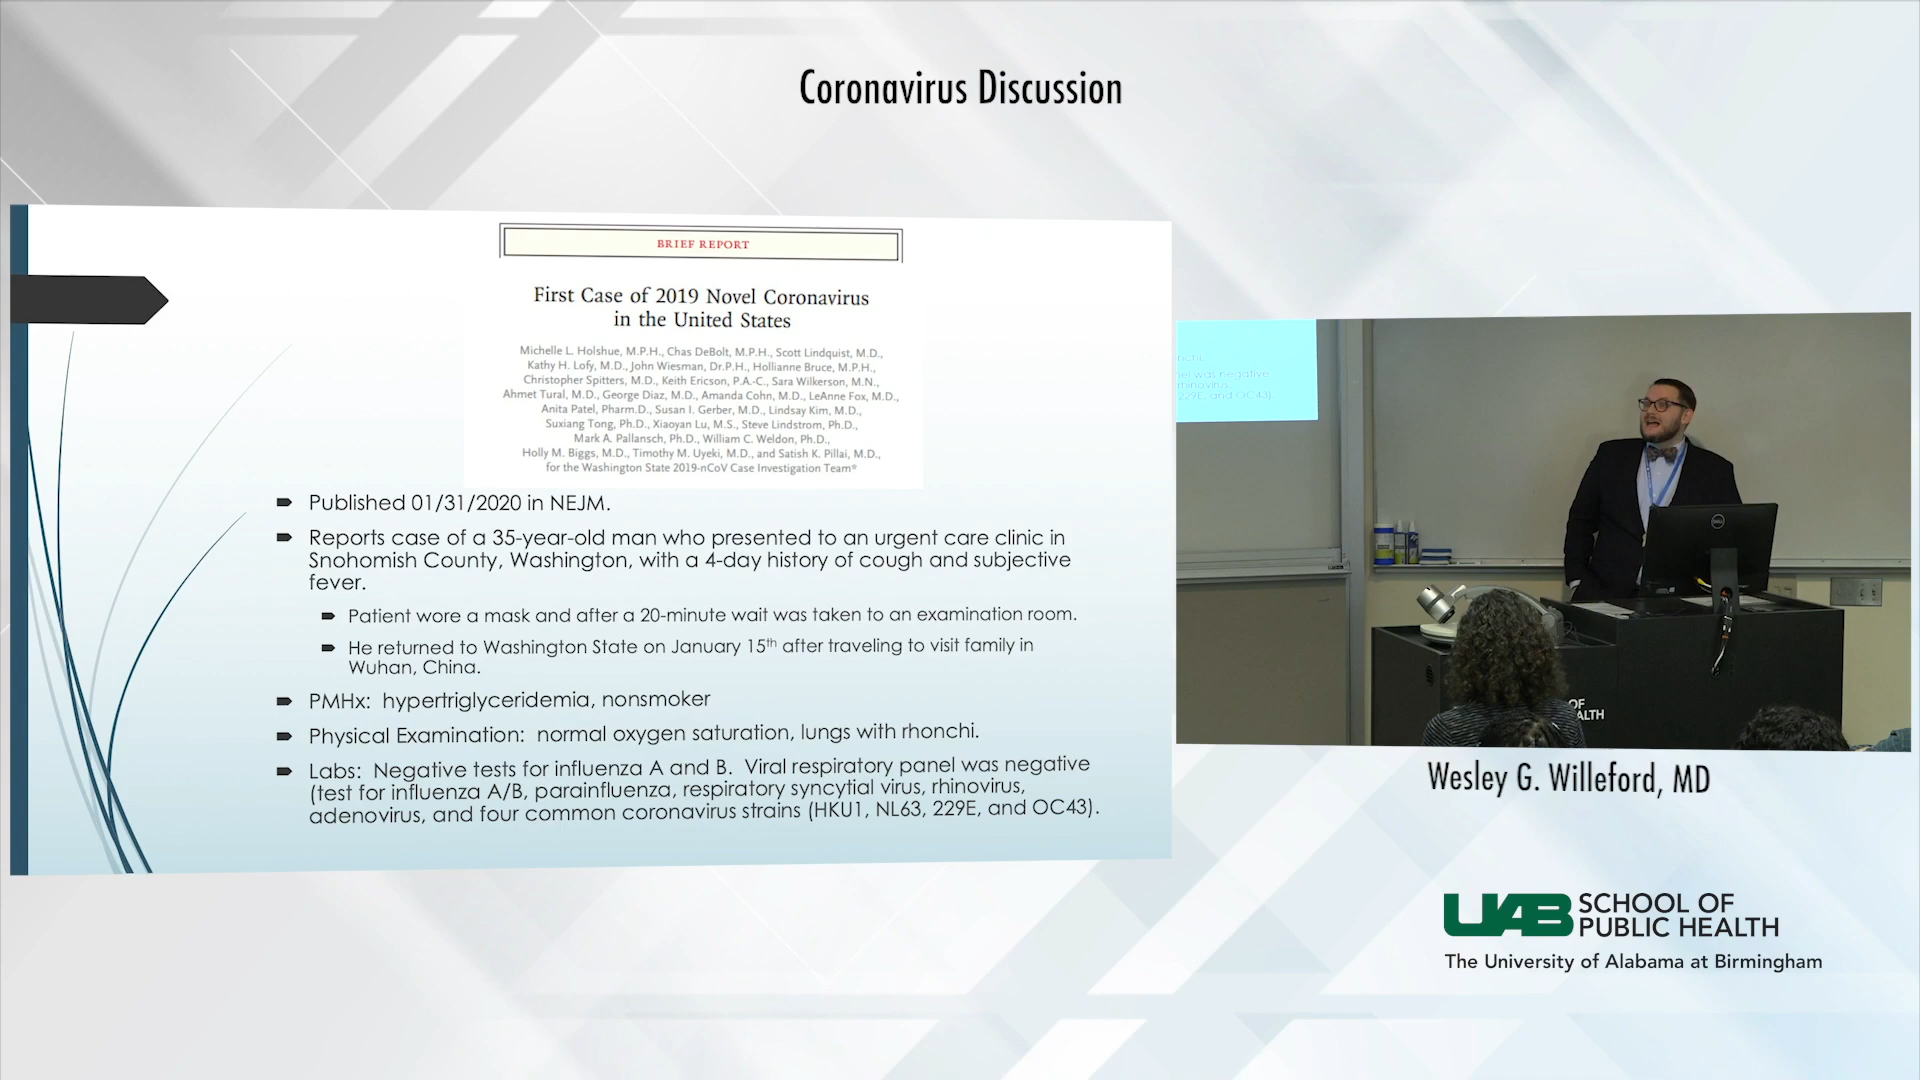 Coronavirus Discussion
BRIEF REPORT
First Case of 2019 Novel Coronavirus
in the United States
Michelle L. Holshue, M.P.H., Chas DeBolt, M.P.H., Scott Lindquist, M.D.,
Kathy H. Lofy, M.D., John Wiesman, Dr.P.H., Hollianne Bruce, M.P.H.,
Christopher Spitters, M.D., Keith Ericson, P.A.-C., Sara Wilkerson, M.N.,
Ahmet Tural, M.D., George Diaz, M.D., Amanda Cohn, M.D., LeAnne Fox, M.D.,
Anita Patel, Pharm.D., Susan I. Gerber, M.D., Lindsay Kim, M.D.,
Suxiang Tong, Ph.D., Xiaoyan Lu, M.S., Steve Lindstrom, Ph.D.,
Mark A. Pallansch, Ph.D., William C. Weldon, Ph.D.,
Holly M. Biggs, M.D., Timothy M. Uyeki, M.D., and Satish K. Pillai, M.D.,
for the Washington State 2019-nCoV Case Investigation Team*
Published 01/31/2020 in NEJM.
Reports case of a 35-year-old man who presented to an urgent care clinic in
Snohomish County, Washington, with a 4-day history of cough and subjective
fever.
Patient wore a mask and after a 20-minute wait was taken to an examination room.
He returned to Washington State on January 15th after traveling to visit family in
Wuhan, China.
PMHx: hypertriglyceridemia, nonsmoker
Physical Examination: normal oxygen saturation, lungs with rhonchi.
Labs: Negative tests for influenza A and B. Viral respiratory panel was negative
(test for influenza A/B, parainfluenza, respiratory syncytial virus, rhinovirus,
adenovirus, and four common coronavirus strains (HKU1, NL63, 229E, and OC43).
was negative
rhinovirus,
229E, and OC43).
DELL
OF
ALTH
Wesley G. Willeford, MD
UAB SCHOOL OF
PUBLIC HEALTH
The University of Alabama at Birmingham